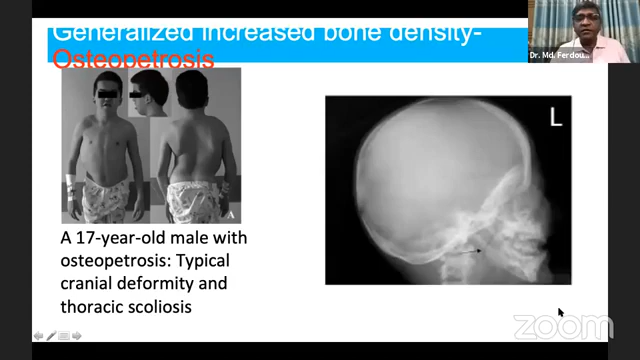 Generalized increased bone density-
Osteopetrosis
Dr. Md. Ferdou...
L
A
A 17-year-old male with
osteopetrosis: Typical
cranial deformity and
thoracic scoliosis
zoom